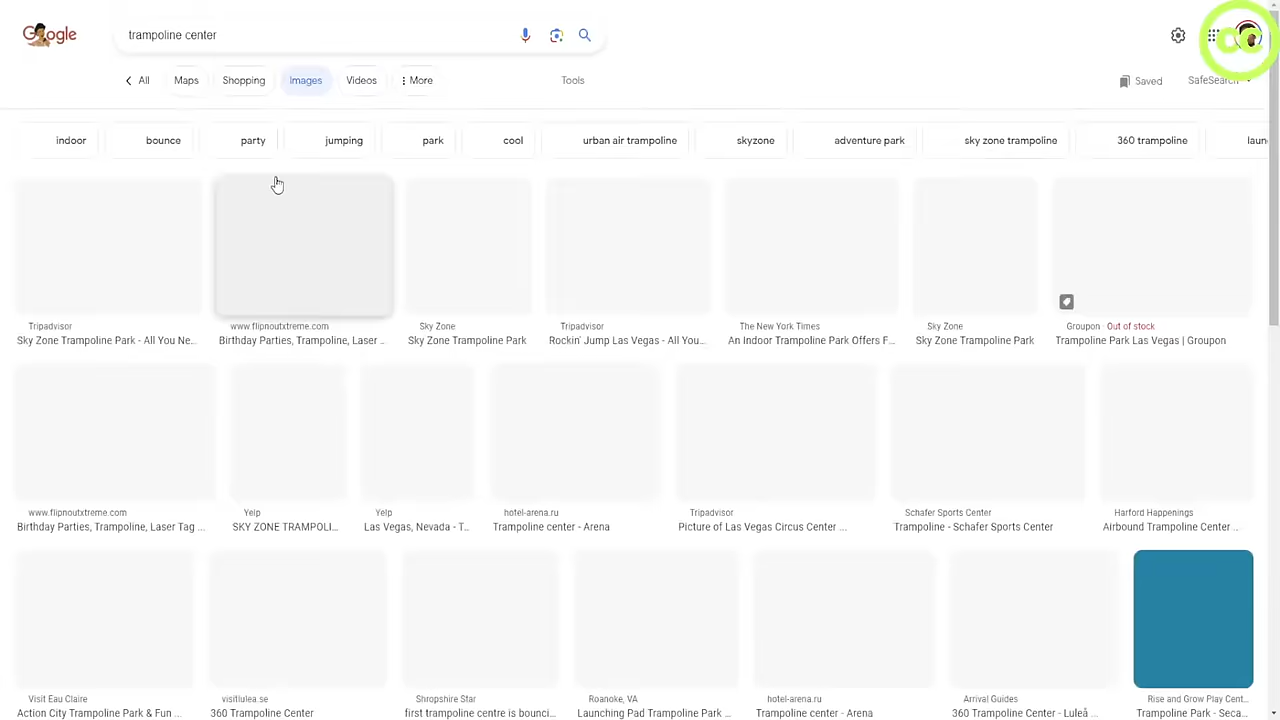 Google
trampoline center
All Maps Shopping Images Videos More Tools Saved SafeSearch
indoor bounce party jumping park cool urban air trampoline skyzone adventure park sky zone trampoline 360 trampoline laun
Tripadvisor www.flipnoutxtreme.com Sky Zone Tripadvisor The New York Times Sky Zone Groupon · Out of stock
Sky Zone Trampoline Park - All You Ne... Birthday Parties, Trampoline, Laser .. Sky Zone Trampoline Park Rockin' Jump Las Vegas - All You... An Indoor Trampoline Park Offers F... Sky Zone Trampoline Park Trampoline Park Las Vegas | Groupon
www.flipnoutxtreme.com Yelp Yelp hotel-arena.ru Tripadvisor Schafer Sports Center Harford Happenings
Birthday Parties, Trampoline, Laser Tag ... SKY ZONE TRAMPOLI... Las Vegas, Nevada - T.. Trampoline center - Arena Picture of Las Vegas Circus Center ... Trampoline - Schafer Sports Center Airbound Trampoline Center ..
Visit Eau Claire visitlulea.se Shropshire Star Roanoke, VA hotel-arena.ru Arrival Guides Rise and Grow Play Cent...
Action City Trampoline Park & Fun ... 360 Trampoline Center first trampoline centre is bounci... Launching Pad Trampoline Park .. Trampoline center - Arena 360 Trampoline Center - Luleå ... Trampoline Park - Seca...